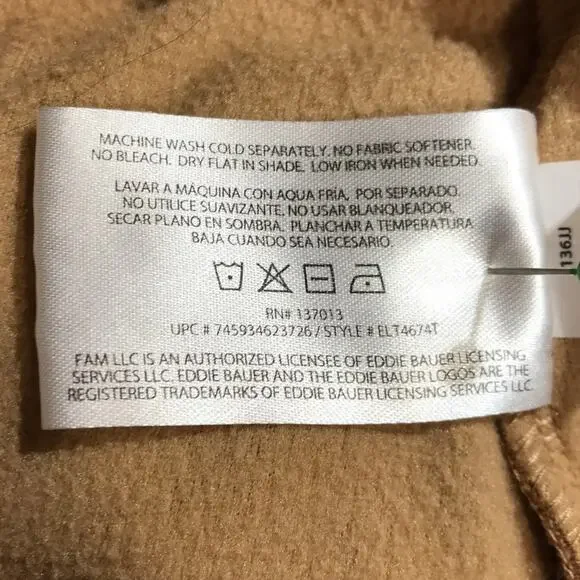 MACHINE WASH COLD SEPARATELY. NO FABRIC SOFTENER.
NO BLEACH. DRY FLAT IN SHADE. LOW IRON WHEN NEEDED.
LAVAR A MÁQUINA CON AQUA FRÍA, POR SEPARADO.
NO UTILICE SUAVIZANTE, NO USAR BLANQUEADOR.
SECAR PLANO EN SOMBRA. PLANCHAR A TEMPERATURA
BAJA CUANDO SEA NECESARIO.
RN# 137013
UPC # 745934623726 / STYLE # ELT4674T
FAM LLC IS AN AUTHORIZED LICENSEE OF EDDIE BAUER LICENSING
SERVICES LLC. EDDIE BAUER AND THE EDDIE BAUER LOGOS ARE THE
REGISTERED TRADEMARKS OF EDDIE BAUER LICENSING SERVICES LLC.
136JJ